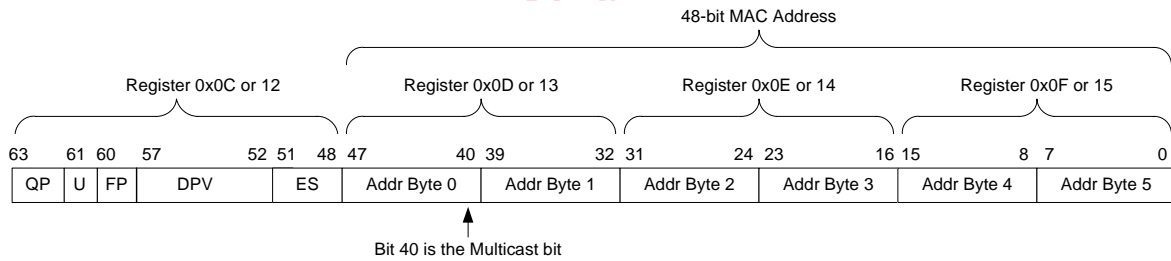 48-bit MAC Address
Register 0x0C or 12 Register 0x0D or 13 Register 0x0E or 14 Register 0x0F or 15
63 61 60 57 52 51 48 47 40 39 32 31 24 23 16 15 8 7 0
QP U FP DPV ES Addr Byte 0 Addr Byte 1 Addr Byte 2 Addr Byte 3 Addr Byte 4 Addr Byte 5
Bit 40 is the Multicast bit